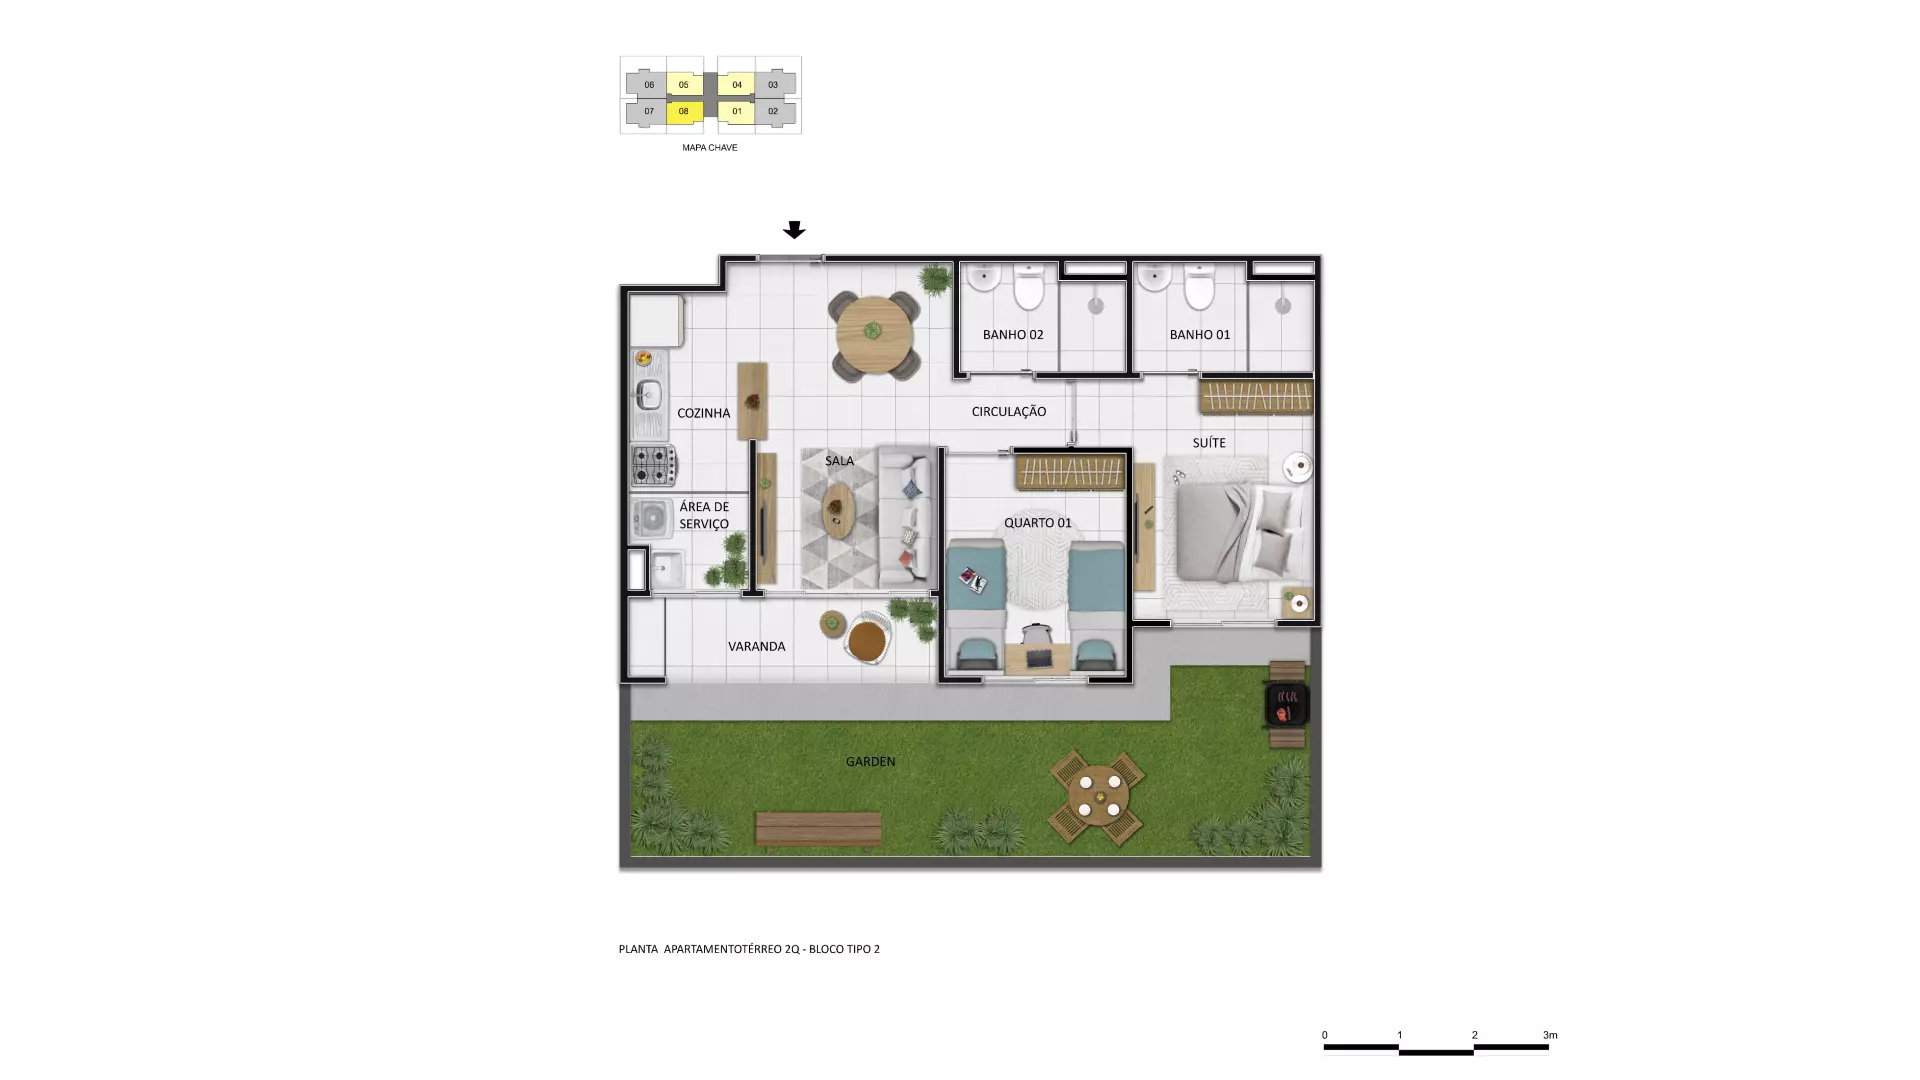 06 05 04 03
07 08 01 02
MAPA CHAVE
BANHO 02
BANHO 01
COZINHA
CIRCULAÇÃO
SUÍTE
SALA
ÁREA DE
SERVIÇO
QUARTO 01
VARANDA
GARDEN
PLANTA APARTAMENTOTÉRREO 2Q - BLOCO TIPO 2
0 1 2 3m